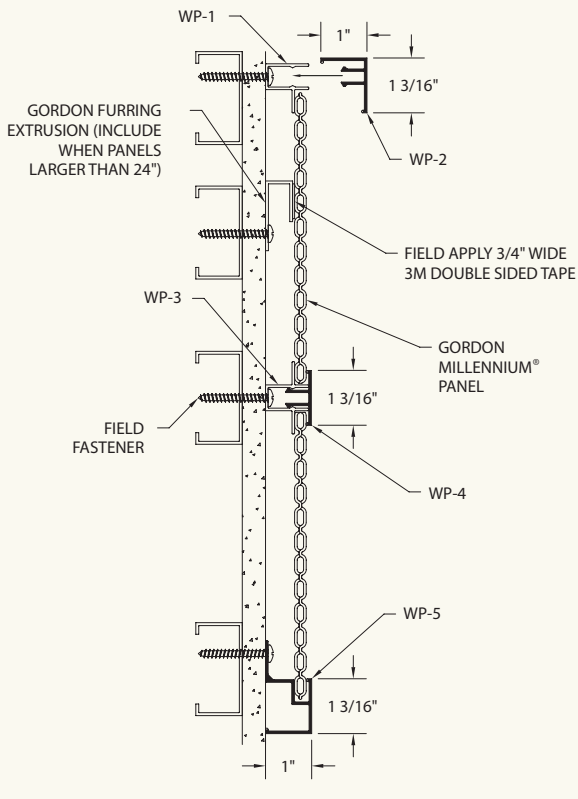 WP-1
1"
1 3/16"
WP-2
GORDON FURRING
EXTRUSION (INCLUDE
WHEN PANELS
LARGER THAN 24")
FIELD APPLY 3/4" WIDE
3M DOUBLE SIDED TAPE
WP-3
GORDON
MILLENNIUM®
PANEL
1 3/16"
FIELD
FASTENER
WP-4
WP-5
1 3/16"
1"